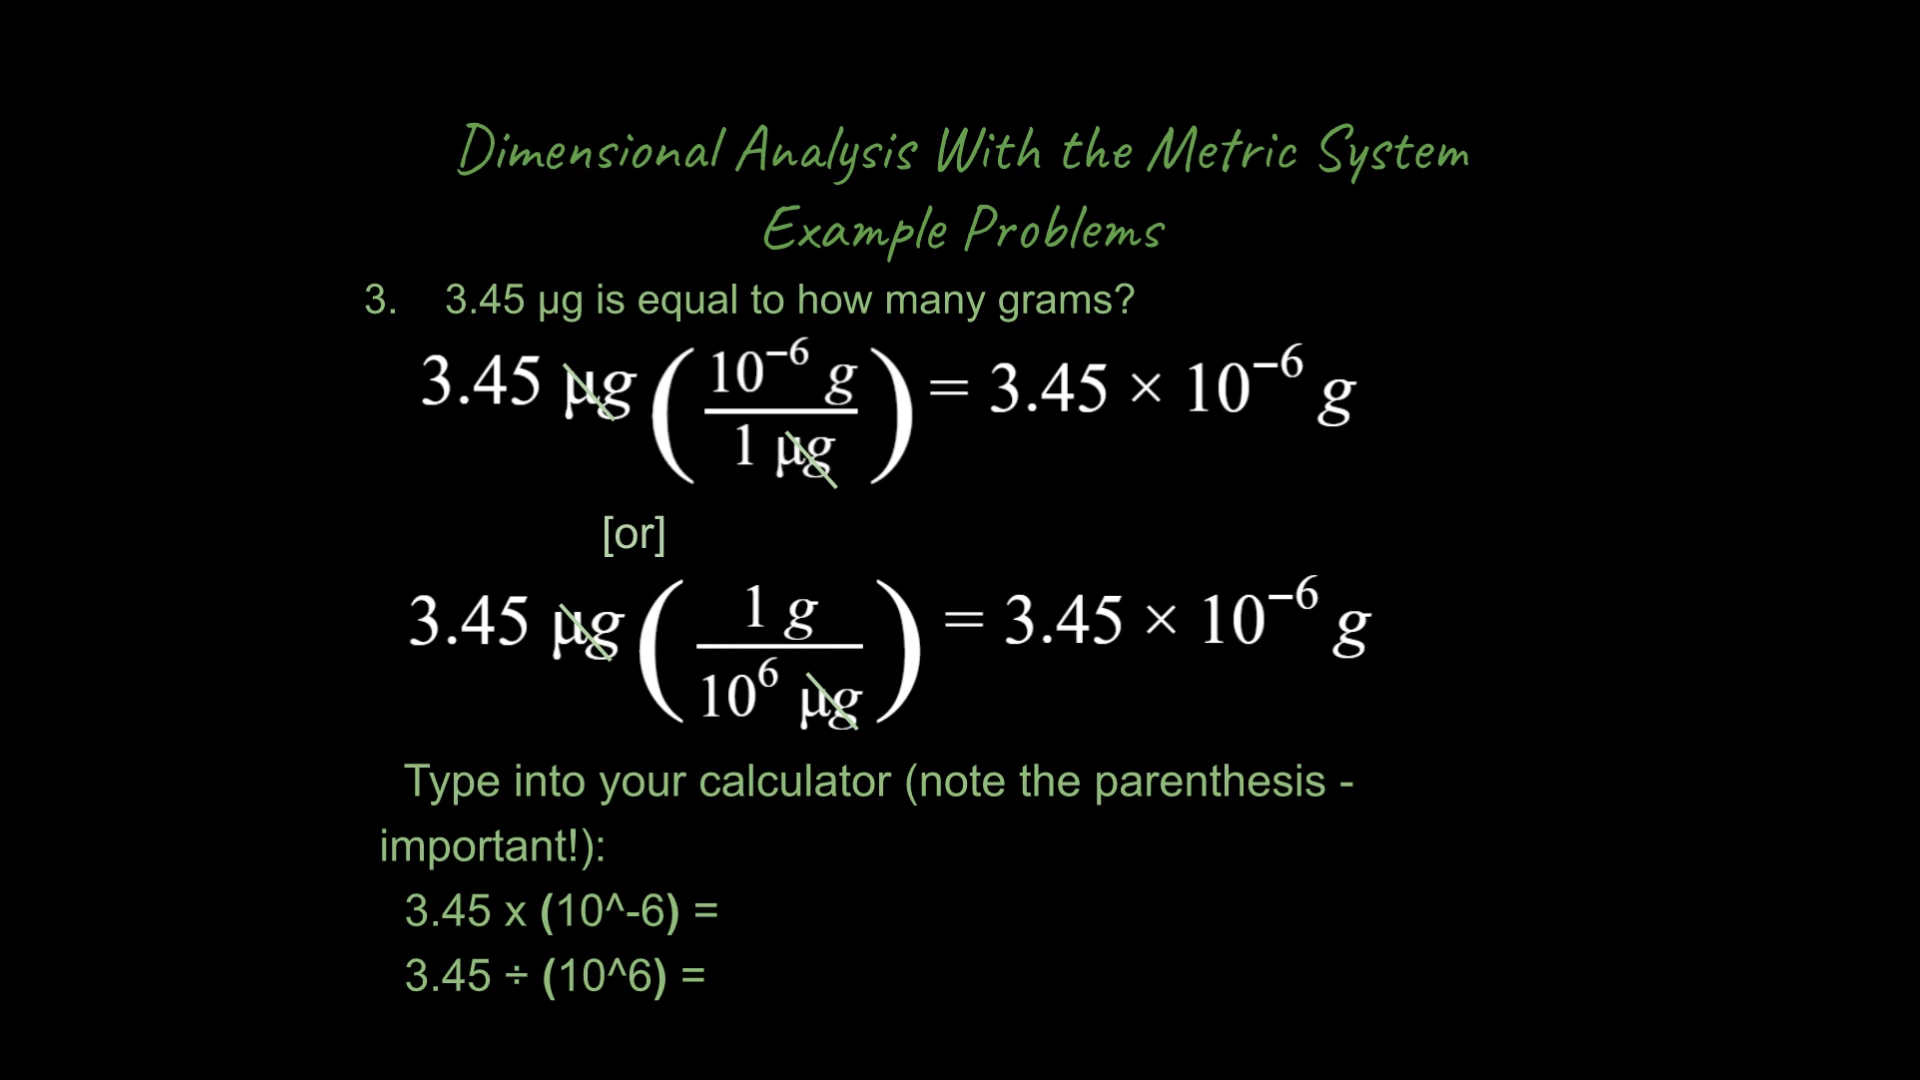 Dimensional Analysis With the Metric System
Example Problems
3. 3.45 µg is equal to how many grams?
3.45 µg (10⁻⁶ g / 1 µg) = 3.45 × 10⁻⁶ g
[or]
3.45 µg (1 g / 10⁶ µg) = 3.45 × 10⁻⁶ g
Type into your calculator (note the parenthesis -
important!):
3.45 x (10^-6) =
3.45 ÷ (10^6) =